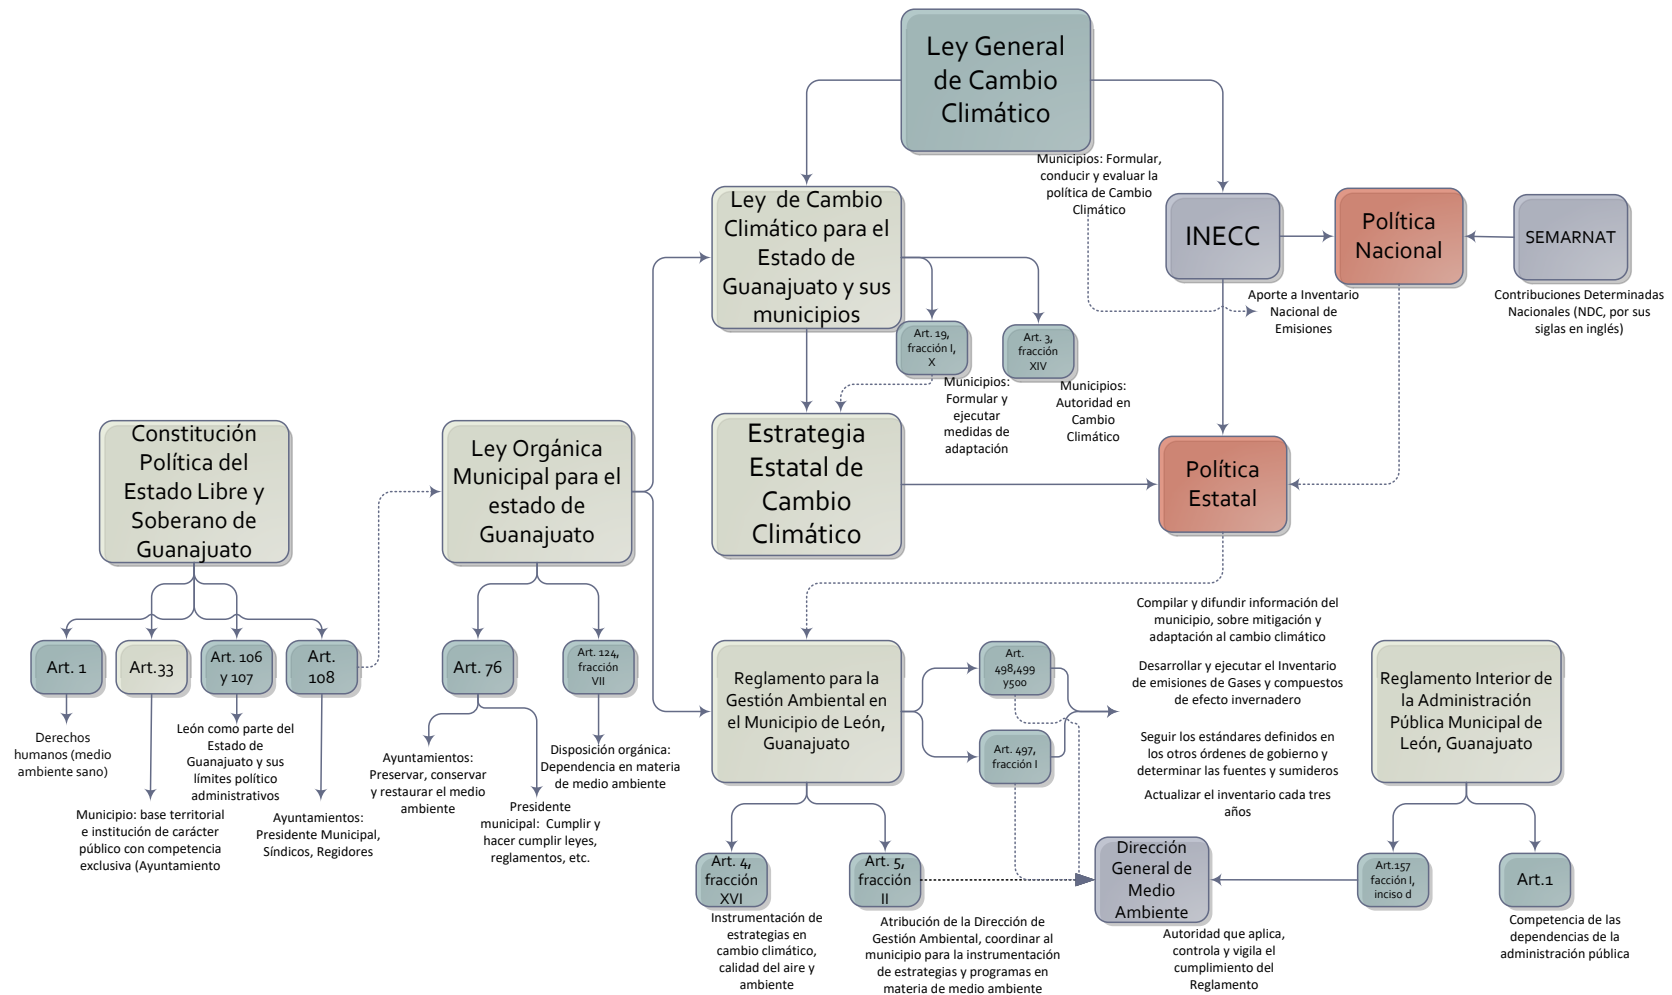 Ley General
de Cambio
Climático
Municipios: Formular,
conducir y evaluar la
política de Cambio
Climático
Ley de Cambio
Climático para el
Estado de
Guanajuato y sus
municipios
INECC
Política
Nacional
SEMARNAT
Aporte a Inventario
Nacional de
Emisiones
Contribuciones Determinadas
Nacionales (NDC, por sus
siglas en inglés)
Art. 19,
fracción I,
X
Art. 3,
fracción
XIV
Municipios:
Formular y
ejecutar
medidas de
adaptación
Municipios:
Autoridad en
Cambio
Climático
Constitución
Política del
Estado Libre y
Soberano de
Guanajuato
Ley Orgánica
Municipal para el
estado de
Guanajuato
Estrategia
Estatal de
Cambio
Climático
Política
Estatal
Art. 1
Art.33
Art. 106
y 107
Art.
108
Art. 76
Art. 124,
fracción
VII
Derechos
humanos (medio
ambiente sano)
León como parte del
Estado de
Guanajuato y sus
límites político
administrativos
Municipio: base territorial
e institución de carácter
público con competencia
exclusiva (Ayuntamiento
Ayuntamientos:
Presidente Municipal,
Síndicos, Regidores
Ayuntamientos:
Preservar, conservar
y restaurar el medio
ambiente
Presidente
municipal: Cumplir y
hacer cumplir leyes,
reglamentos, etc.
Disposición orgánica:
Dependencia en materia
de medio ambiente
Reglamento para la
Gestión Ambiental en
el Municipio de León,
Guanajuato
Art.
498,499
y500
Art. 497,
fracción I
Compilar y difundir información del
municipio, sobre mitigación y
adaptación al cambio climático
Desarrollar y ejecutar el Inventario
de emisiones de Gases y compuestos
de efecto invernadero
Seguir los estándares definidos en
los otros órdenes de gobierno y
determinar las fuentes y sumideros
Actualizar el inventario cada tres
años
Reglamento Interior de
la Administración
Pública Municipal de
León, Guanajuato
Art. 4,
fracción
XVI
Art. 5,
fracción
II
Dirección
General de
Medio
Ambiente
Art.157
facción I,
inciso d
Art.1
Instrumentación de
estrategias en
cambio climático,
calidad del aire y
ambiente
Atribución de la Dirección de
Gestión Ambiental, coordinar al
municipio para la instrumentación
de estrategias y programas en
materia de medio ambiente
Autoridad que aplica,
controla y vigila el
cumplimiento del
Reglamento
Competencia de las
dependencias de la
administración pública